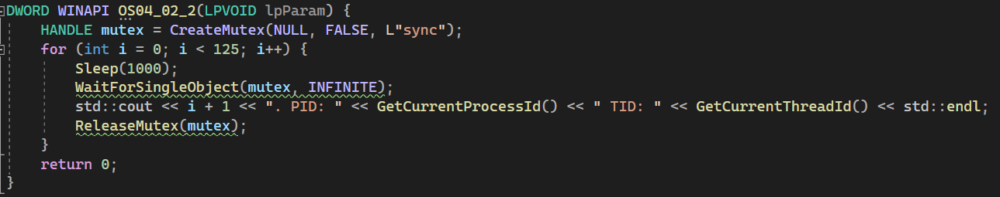 DWORD WINAPI OS04_02_2(LPVOID lpParam) {
    HANDLE mutex = CreateMutex(NULL, FALSE, L"sync");
    for (int i = 0; i < 125; i++) {
        Sleep(1000);
        WaitForSingleObject(mutex, INFINITE);
        std::cout << i + 1 << ". PID: " << GetCurrentProcessId() << " TID: " << GetCurrentThreadId() << std::endl;
        ReleaseMutex(mutex);
    }
    return 0;
}